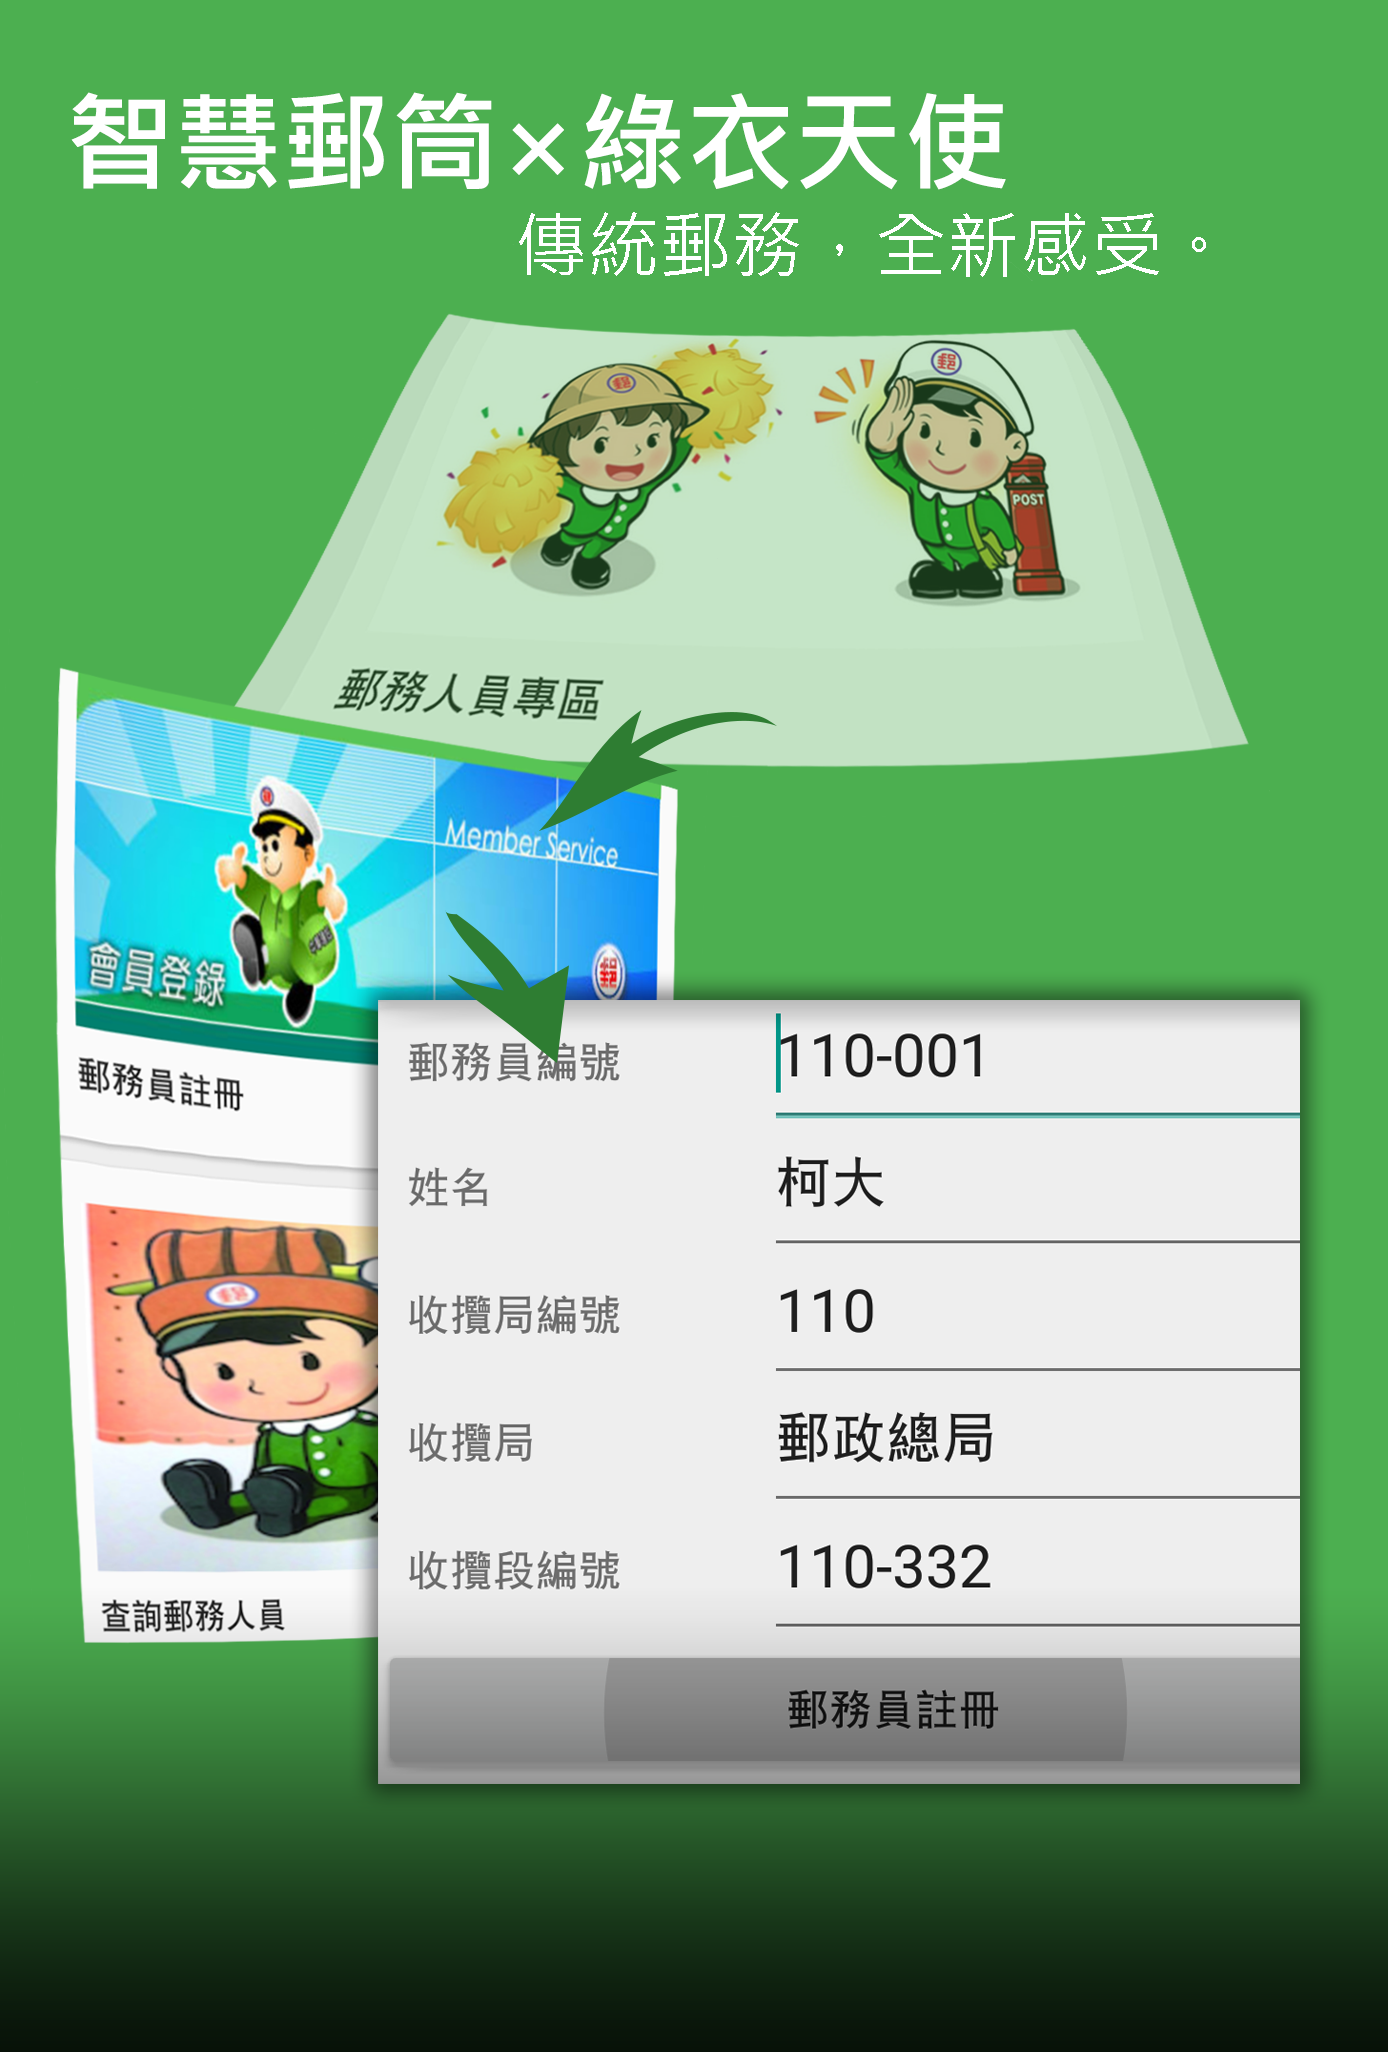 智慧郵筒×綠衣天使
傳統郵務，全新感受。
郵
郵
POST
郵務人員專區
Member Service
會員登錄
郵
郵務員註冊
郵
查詢郵務人員
郵務員編號 110-001
姓名 柯大
收攬局編號 110
收攬局 郵政總局
收攬段編號 110-332
郵務員註冊